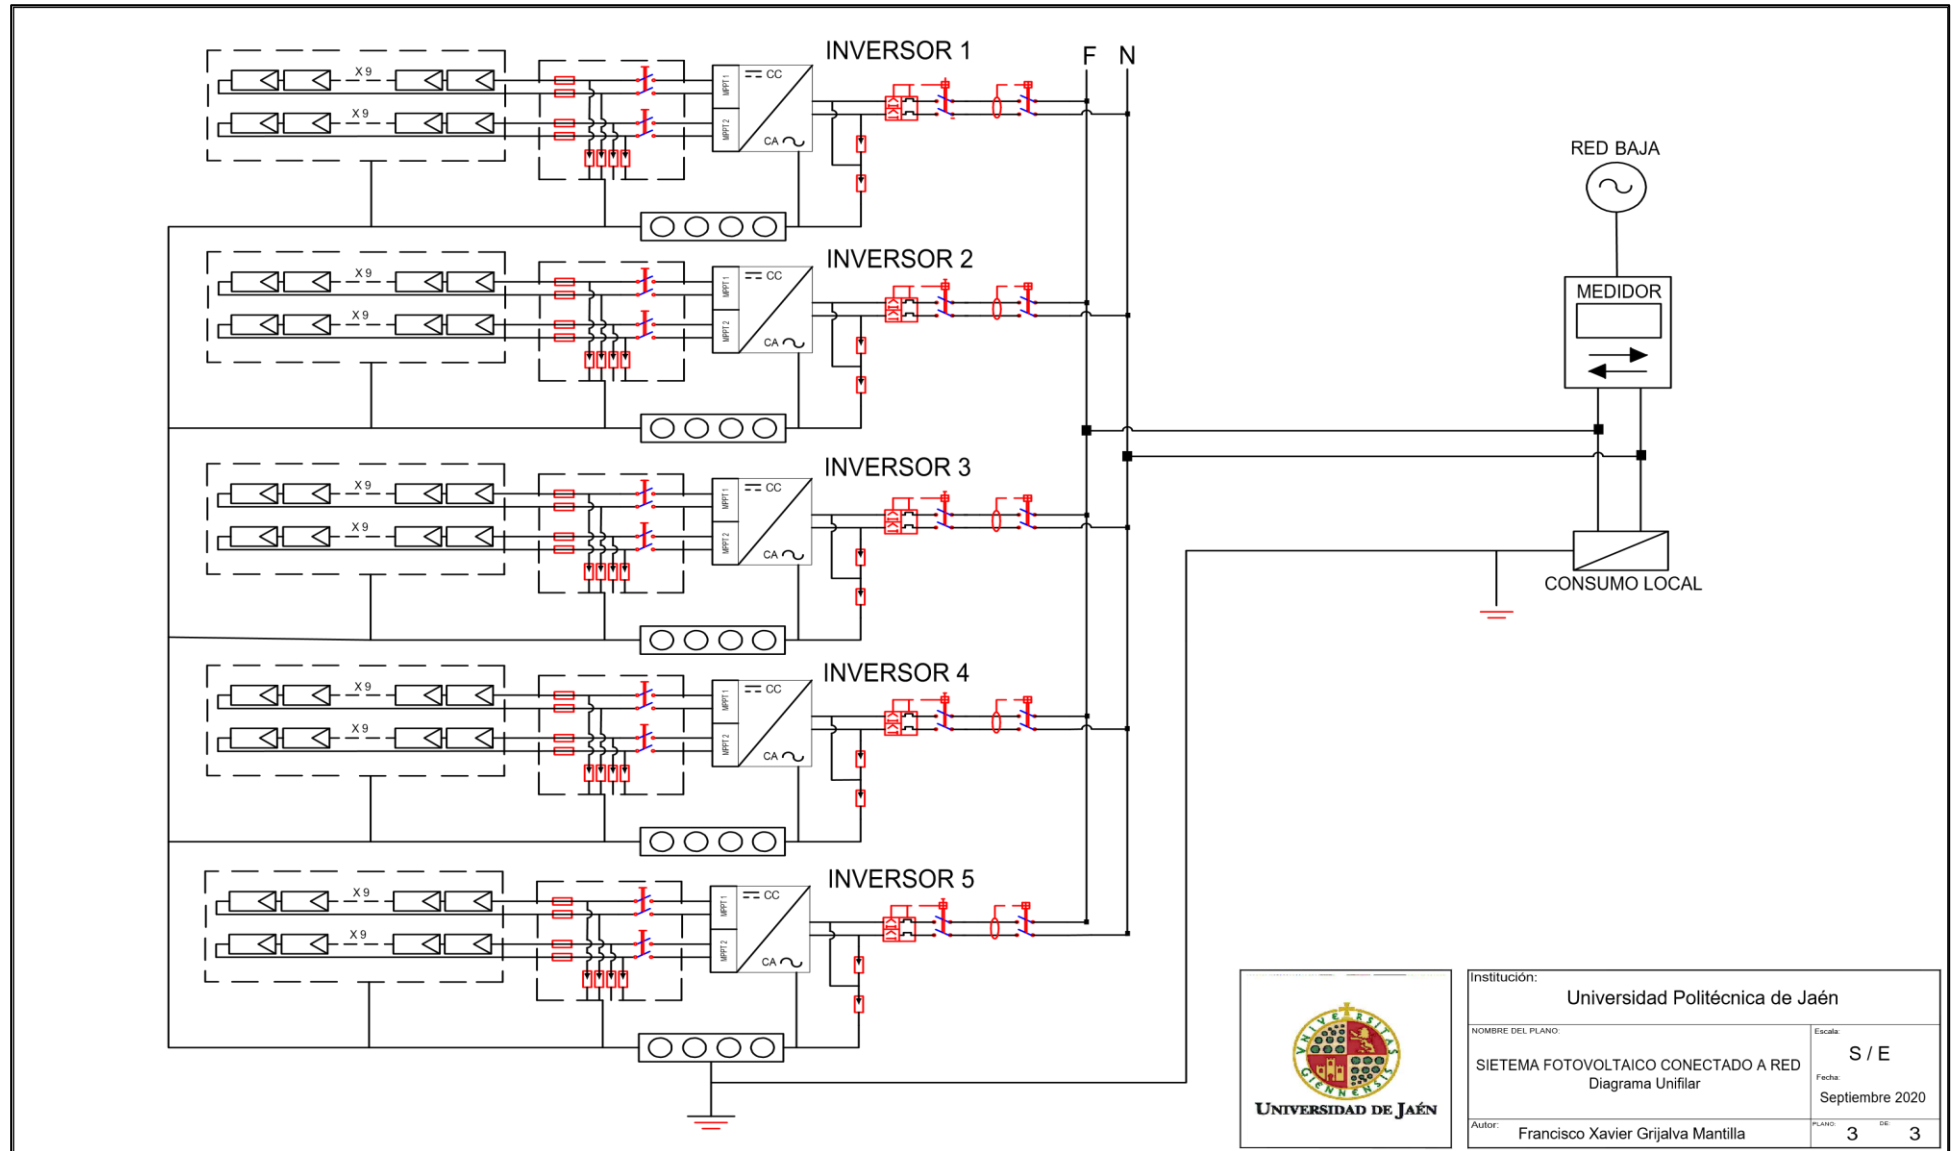 INVERSOR 1
F N
X 9
MPPT 1
CC
X 9
MPPT 2
CA
RED BAJA
INVERSOR 2
X 9
MPPT 1
CC
X 9
MPPT 2
CA
MEDIDOR
INVERSOR 3
X 9
MPPT 1
CC
X 9
MPPT 2
CA
CONSUMO LOCAL
INVERSOR 4
X 9
MPPT 1
CC
X 9
MPPT 2
CA
INVERSOR 5
X 9
MPPT 1
CC
X 9
MPPT 2
CA
VNIVERSITAS
GIENNENSIS
UNIVERSIDAD DE JAÉN
Institución:
Universidad Politécnica de Jaén
NOMBRE DEL PLANO:
SIETEMA FOTOVOLTAICO CONECTADO A RED
Diagrama Unifilar
Escala:
S / E
Fecha:
Septiembre 2020
Autor: Francisco Xavier Grijalva Mantilla
PLANO: 3 DE: 3